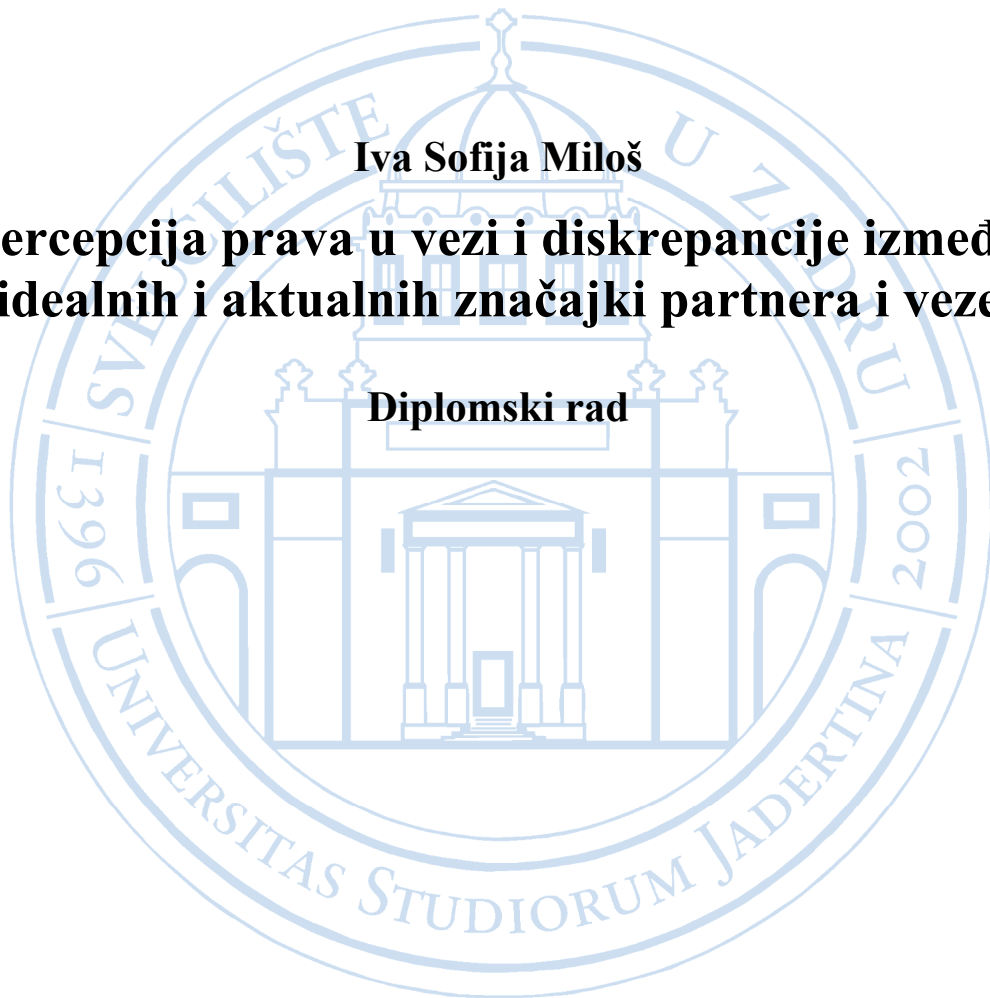 Iva Sofija Miloš
ercepcija prava u vezi i diskrepancije izmeđ
idealnih i aktualnih značajki partnera i veze
Diplomski rad
SVEUČILIŠTE U ZADRU
1396
2002
UNIVERSITAS STUDIORUM JADERTINA